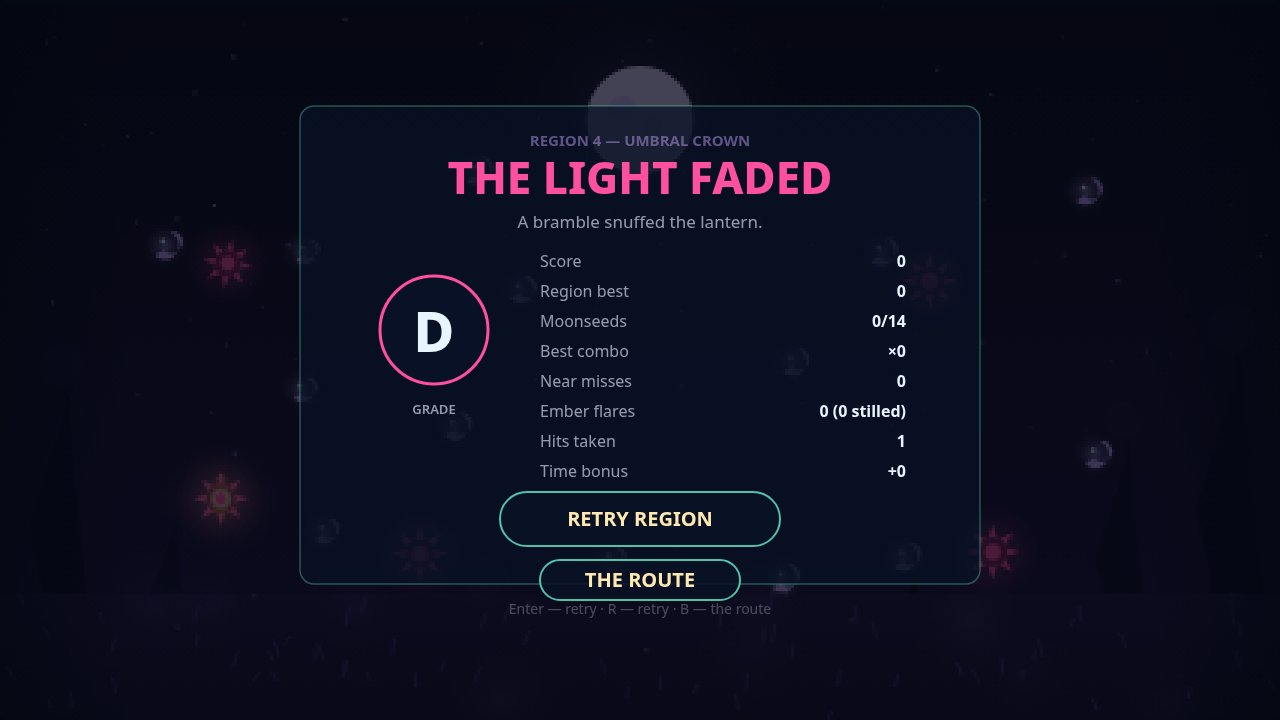 REGION 4 — UMBRAL CROWN
THE LIGHT FADED
A bramble snuffed the lantern.
Score 0
Region best 0
Moonseeds 0/14
Best combo ×0
Near misses 0
Ember flares 0 (0 stilled)
Hits taken 1
Time bonus +0
D
GRADE
RETRY REGION
THE ROUTE
Enter — retry · R — retry · B — the route